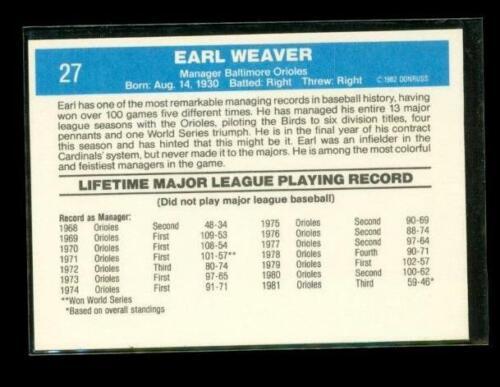 27
EARL WEAVER
Manager Baltimore Orioles
Born: Aug. 14, 1930 Batted: Right Threw: Right
© 1982 DONRUSS
Earl has one of the most remarkable managing records in baseball history, having
won over 100 games five different times. He has managed his entire 13 major
league seasons with the Orioles, piloting the Birds to six division titles, four
pennants and one World Series triumph. He is in the final year of his contract
this season and has hinted that this might be it. Earl was an infielder in the
Cardinals' system, but never made it to the majors. He is among the most colorful
and feistiest managers in the game.
LIFETIME MAJOR LEAGUE PLAYING RECORD
(Did not play major league baseball)
Record as Manager:
1968 Orioles Second 48-34
1969 Orioles First 109-53
1970 Orioles First 108-54
1971 Orioles First 101-57**
1972 Orioles Third 80-74
1973 Orioles First 97-65
1974 Orioles First 91-71
**Won World Series
*Based on overall standings
1975 Orioles Second 90-69
1976 Orioles Second 88-74
1977 Orioles Second 97-64
1978 Orioles Fourth 90-71
1979 Orioles First 102-57
1980 Orioles Second 100-62
1981 Orioles Third 59-46*